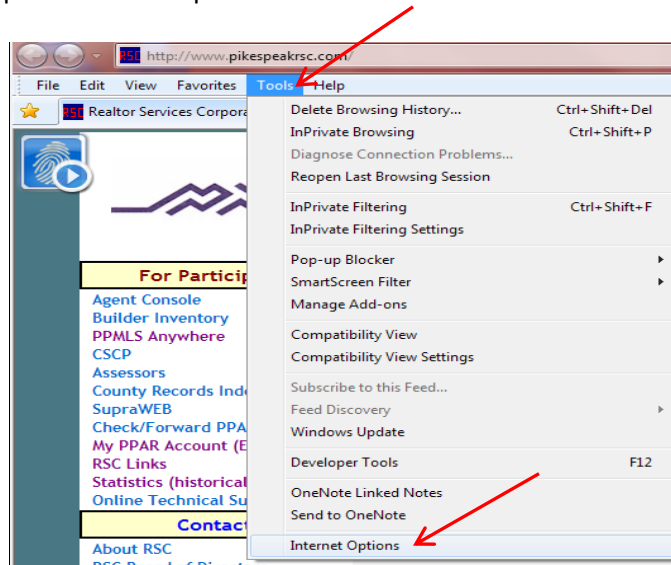 RSC http://www.pikespeakrsc.com/
File Edit View Favorites Tools Help
RSC Realtor Services Corpora
Delete Browsing History... Ctrl+Shift+Del
InPrivate Browsing Ctrl+Shift+P
Diagnose Connection Problems...
Reopen Last Browsing Session
InPrivate Filtering Ctrl+Shift+F
InPrivate Filtering Settings
Pop-up Blocker
SmartScreen Filter
Manage Add-ons
Compatibility View
Compatibility View Settings
Subscribe to this Feed...
Feed Discovery
Windows Update
Developer Tools F12
OneNote Linked Notes
Send to OneNote
Internet Options
For Particip
Agent Console
Builder Inventory
PPMLS Anywhere
CSCP
Assessors
County Records Inde
SupraWEB
Check/Forward PPA
My PPAR Account (E
RSC Links
Statistics (historical
Online Technical Su
Contact
About RSC